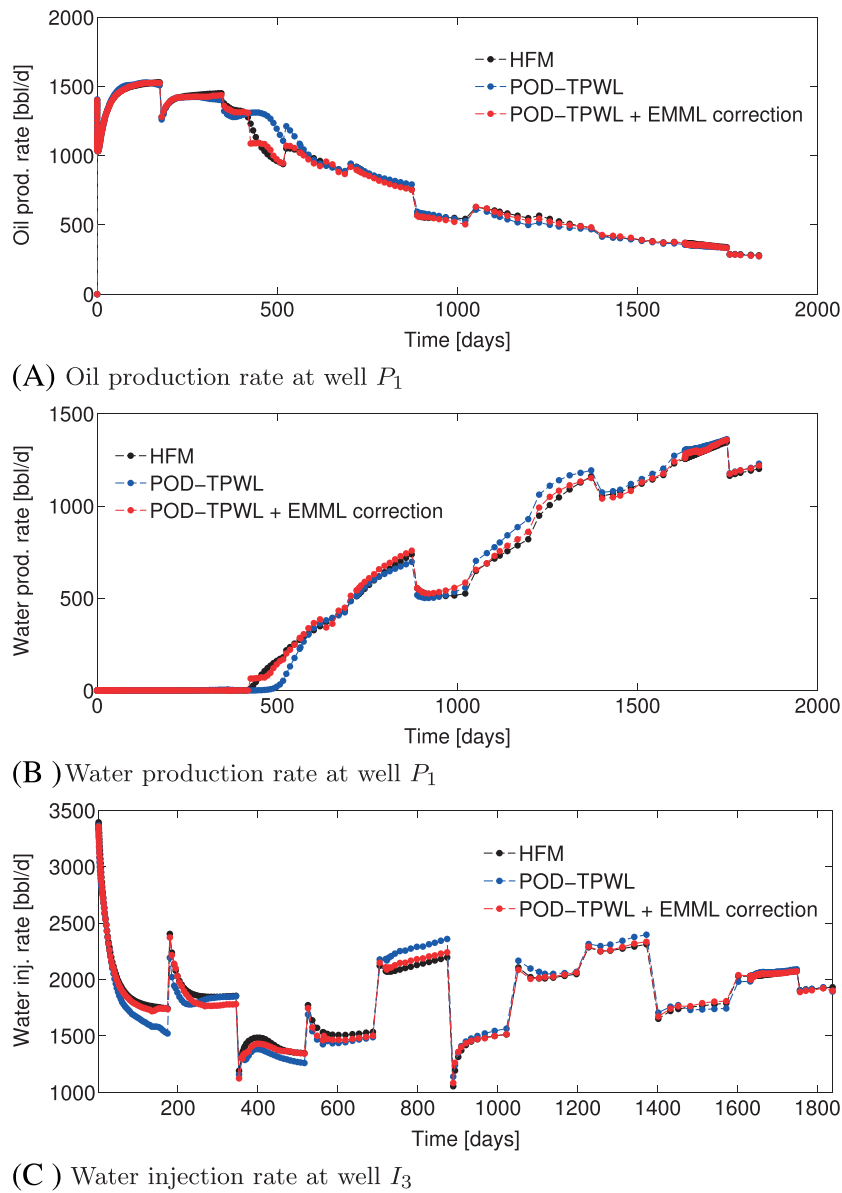 2000
1500
1000
500
0
Oil prod. rate [bbl/d]
HFM
POD−TPWL
POD−TPWL + EMML correction
0 500 1000 1500 2000
Time [days]
(A) Oil production rate at well P1
1500
1000
500
0
Water prod. rate [bbl/d]
HFM
POD−TPWL
POD−TPWL + EMML correction
0 500 1000 1500 2000
Time [days]
(B )Water production rate at well P1
3500
3000
2500
2000
1500
1000
Water inj. rate [bbl/d]
HFM
POD−TPWL
POD−TPWL + EMML correction
200 400 600 800 1000 1200 1400 1600 1800
Time [days]
(C ) Water injection rate at well I3